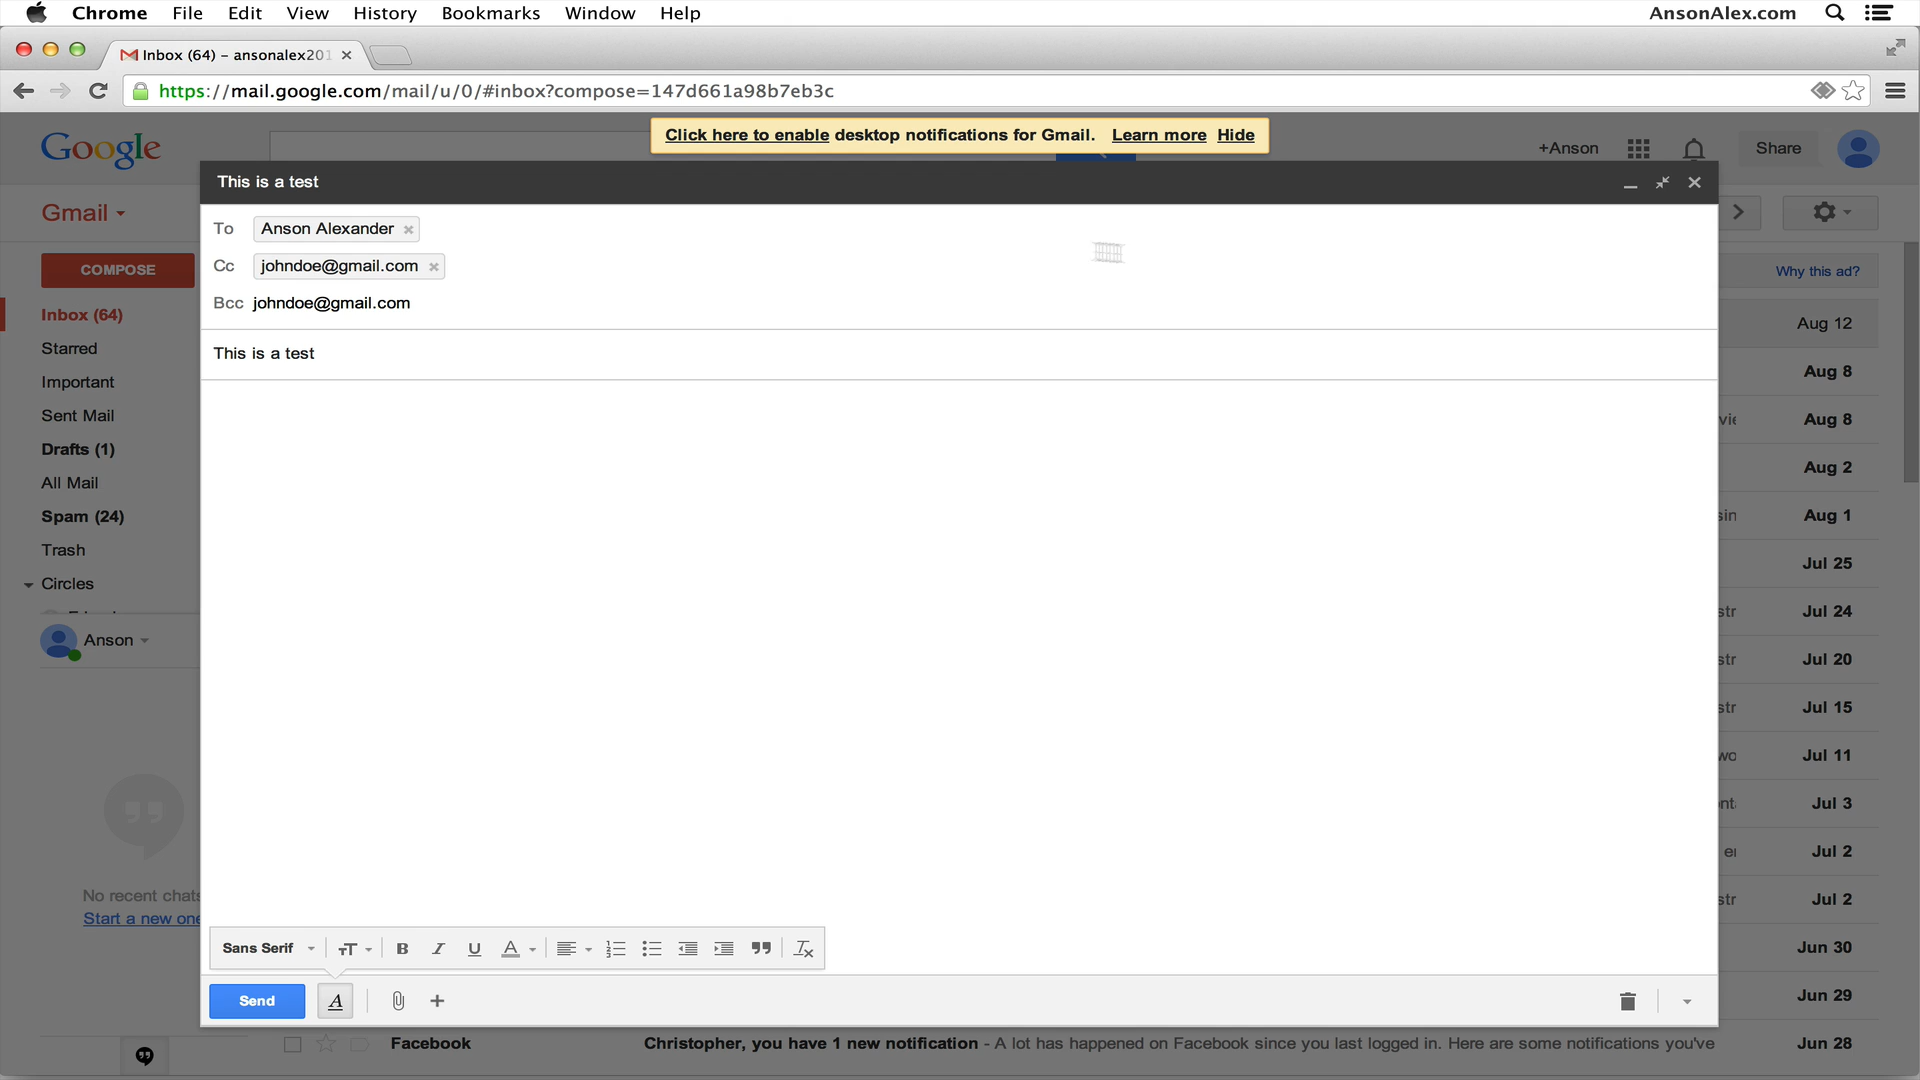 Chrome File Edit View History Bookmarks Window Help AnsonAlex.com
Inbox (64) – ansonalex201
https://mail.google.com/mail/u/0/#inbox?compose=147d661a98b7eb3c
Click here to enable desktop notifications for Gmail. Learn more Hide
Google +Anson Share
This is a test
Gmail
To Anson Alexander
Cc johndoe@gmail.com
Bcc johndoe@gmail.com
This is a test
COMPOSE
Inbox (64)
Starred
Important
Sent Mail
Drafts (1)
All Mail
Spam (24)
Trash
Circles
Anson
No recent chats
Start a new one
Why this ad?
Aug 12
Aug 8
Aug 8
Aug 2
Aug 1
Jul 25
Jul 24
Jul 20
Jul 15
Jul 11
Jul 3
Jul 2
Jul 2
Jun 30
Jun 29
Sans Serif
Send
Facebook Christopher, you have 1 new notification - A lot has happened on Facebook since you last logged in. Here are some notifications you've Jun 28